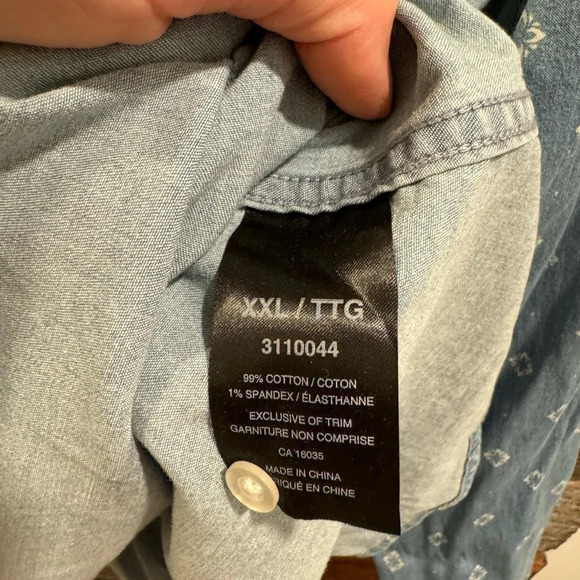 XXL / TTG
3110044
99% COTTON / COTON
1% SPANDEX / ÉLASTHANNE
EXCLUSIVE OF TRIM
GARNITURE NON COMPRISE
CA 16035
MADE IN CHINA
EN CHINE